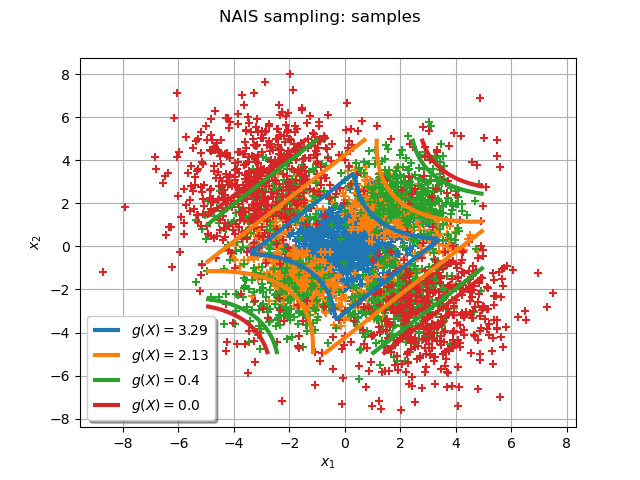 NAIS sampling: samples
8
6
4
2
0
−2
−4
−6
−8
x₂
g(X) = 3.29
g(X) = 2.13
g(X) = 0.4
g(X) = 0.0
−8 −6 −4 −2 0 2 4 6 8
x₁